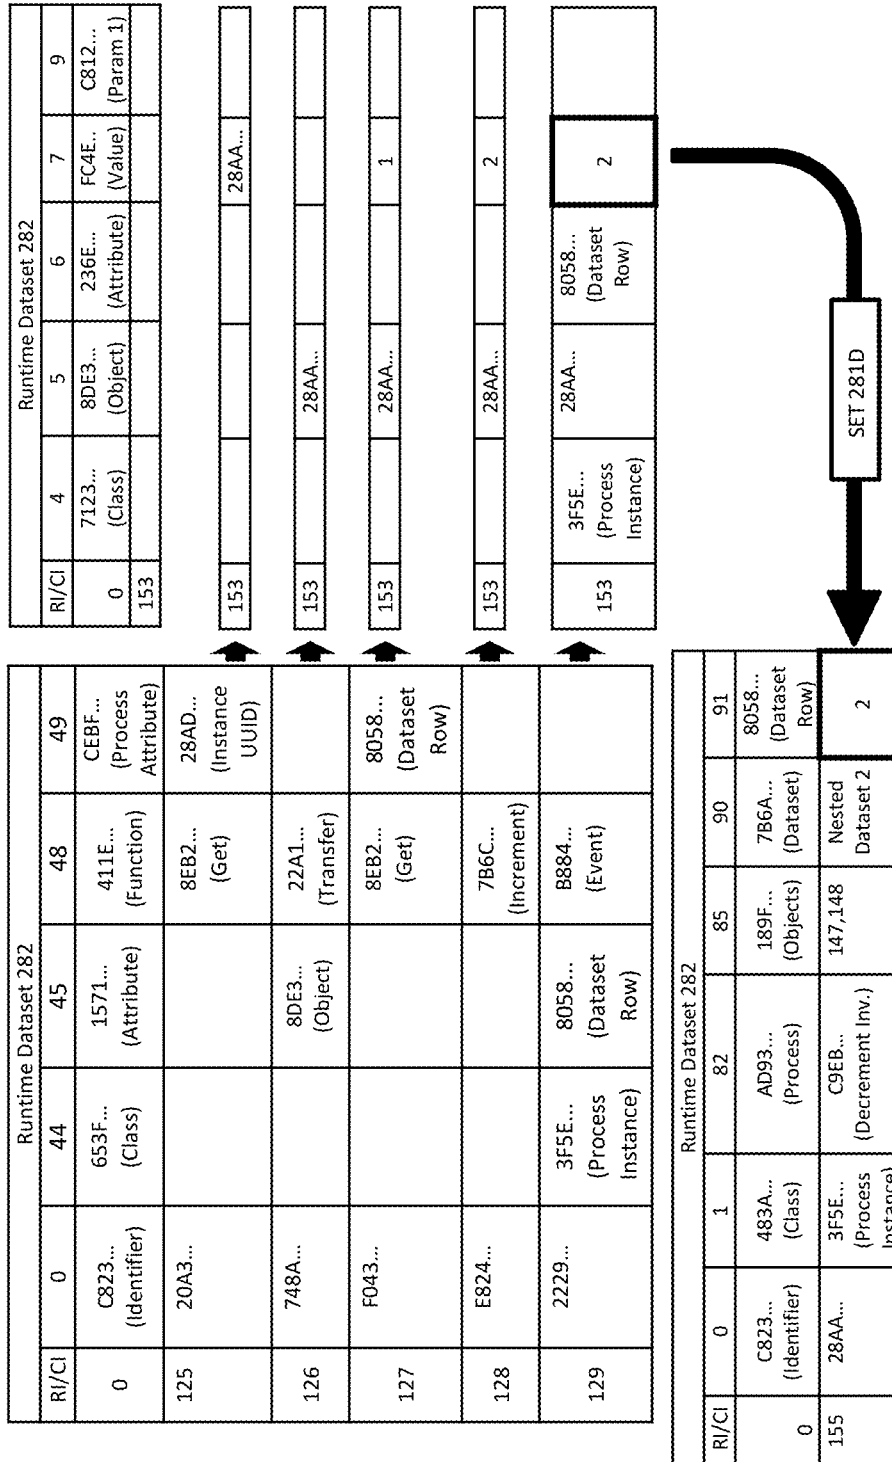 Runtime Dataset 282
RI/CI 0 44 45 48 49
0 C823... (Identifier) 653F... (Class) 1571... (Attribute) 411E... (Function) CEBF... (Process Attribute)
125 20A3... 8EB2... (Get) 28AD... (Instance UUID)
126 748A... 8DE3... (Object) 22A1... (Transfer)
127 F043... 8EB2... (Get) 8058... (Dataset Row)
128 E824... 7B6C... (Increment)
129 2229... 3F5E... (Process Instance) 8058... (Dataset Row) B884... (Event)
Runtime Dataset 282
RI/CI 4 5 6 7 9
0 7123... (Class) 8DE3... (Object) 236E... (Attribute) FC4E.. (Value) C812... (Param 1)
153
153 28AA...
153 28AA...
153 28AA... 1
153 28AA... 2
153 3F5E... (Process Instance) 28AA... 8058... (Dataset Row) 2
Runtime Dataset 282
RI/CI 0 1 82 85 90 91
0 C823... (Identifier) 483A... (Class) AD93... (Process) 189F... (Objects) 7B6A... (Dataset) 8058... (Dataset Row)
155 28AA... 3F5E... (Process Instance) C9EB... (Decrement Inv.) 147,148 Nested Dataset 2 2
SET 281D